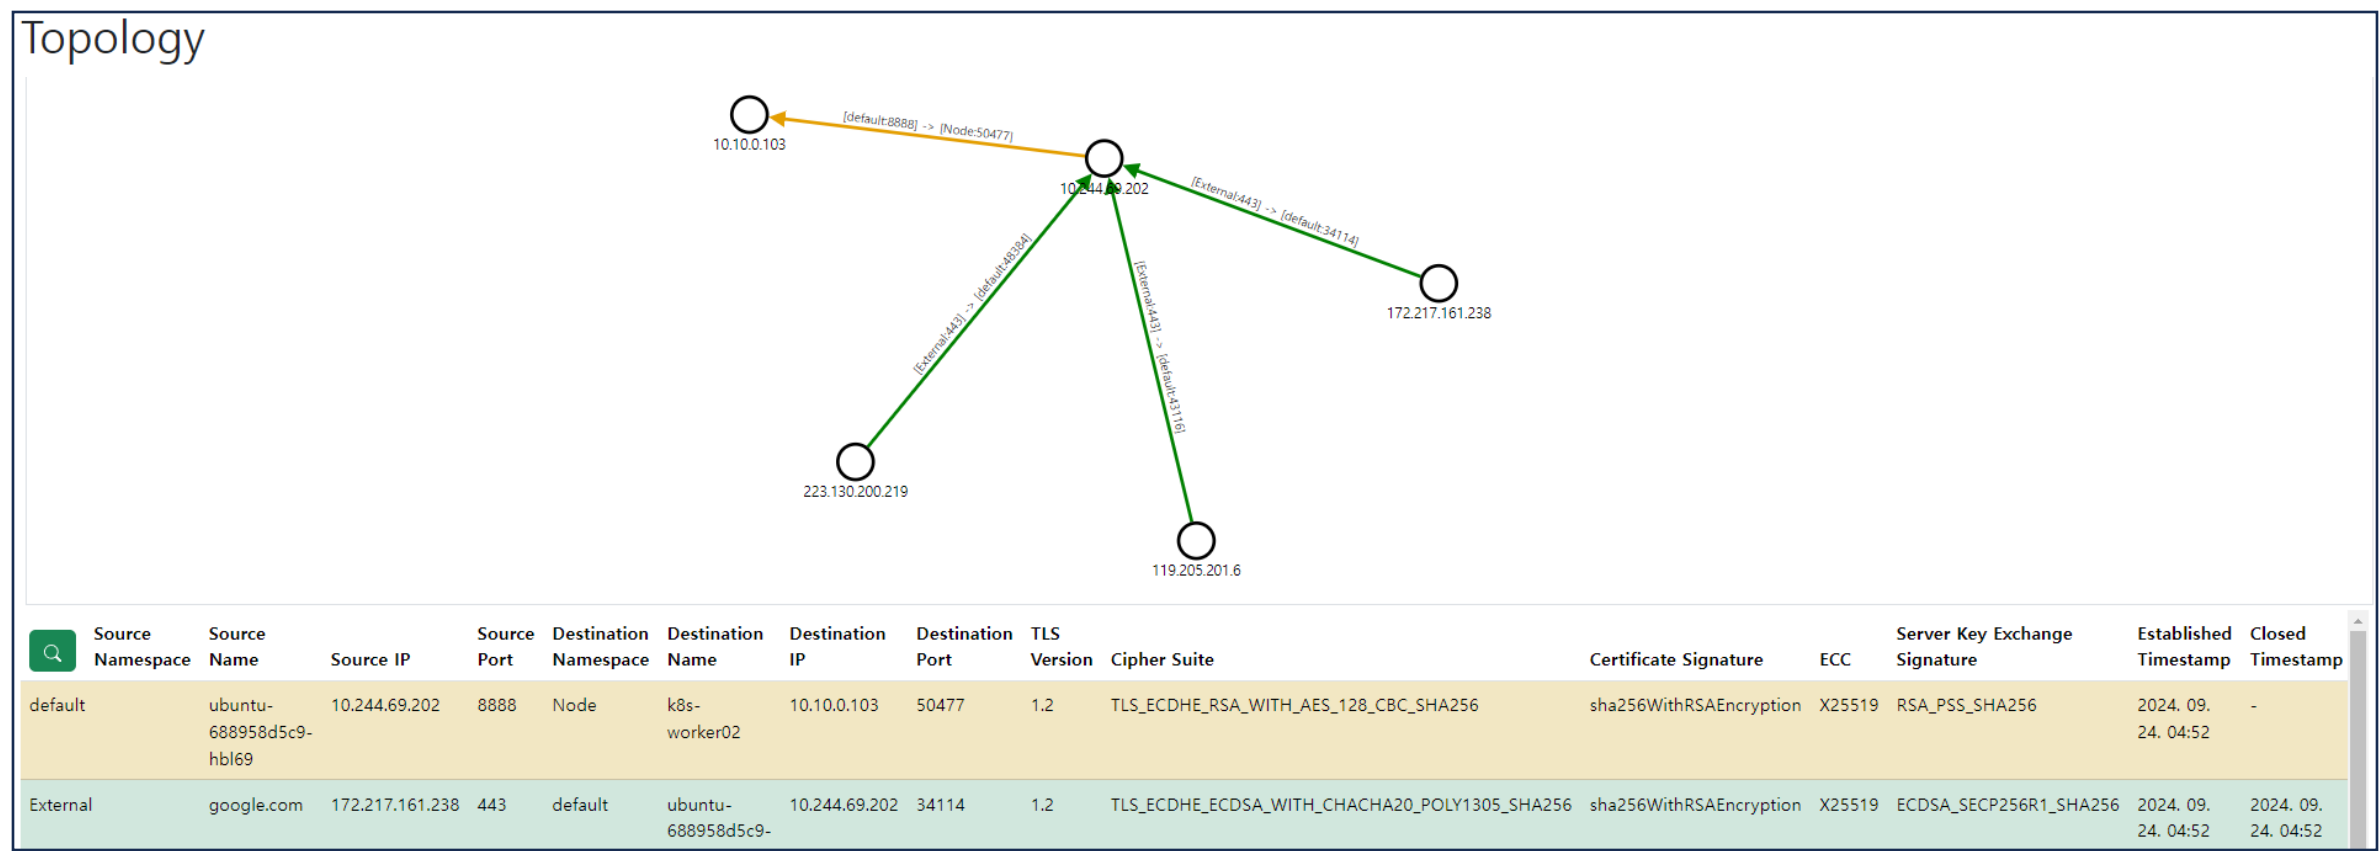 Topology
[default:8888] -> [Node:50477]
10.10.0.103
10.244.69.202
[External:443] -> [default:34114]
[External:443] -> [default:48384]
[External:443] -> [default:43116]
172.217.161.238
223.130.200.219
119.205.201.6
Source Namespace
Source Name
Source IP
Source Port
Destination Namespace
Destination Name
Destination IP
Destination Port
TLS Version
Cipher Suite
Certificate Signature
ECC
Server Key Exchange Signature
Established Timestamp
Closed Timestamp
default
ubuntu-
688958d5c9-
hbl69
10.244.69.202
8888
Node
k8s-
worker02
10.10.0.103
50477
1.2
TLS_ECDHE_RSA_WITH_AES_128_CBC_SHA256
sha256WithRSAEncryption
X25519
RSA_PSS_SHA256
2024. 09.
24. 04:52
-
External
google.com
172.217.161.238
443
default
ubuntu-
688958d5c9-
10.244.69.202
34114
1.2
TLS_ECDHE_ECDSA_WITH_CHACHA20_POLY1305_SHA256
sha256WithRSAEncryption
X25519
ECDSA_SECP256R1_SHA256
2024. 09.
24. 04:52
2024. 09.
24. 04:52